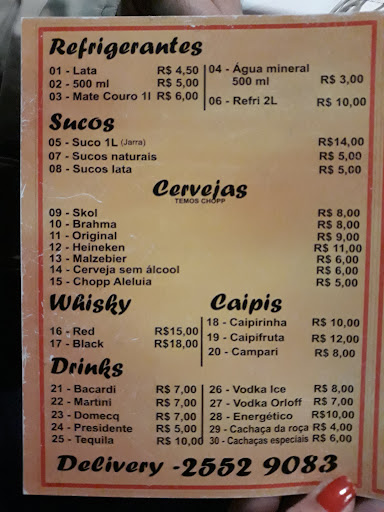 Refrigerantes
01 - Lata R$ 4,50
02 - 500 ml R$ 5,00
03 - Mate Couro 1l R$ 6,00
04 - Água mineral
500 ml R$ 3,00
06 - Refri 2L R$ 10,00
Sucos
05 - Suco 1L (Jarra) R$14,00
07 - Sucos naturais R$ 5,00
08 - Sucos lata R$ 5,00
Cervejas
TEMOS CHOPP
09 - Skol R$ 8,00
10 - Brahma R$ 8,00
11 - Original R$ 9,00
12 - Heineken R$ 11,00
13 - Malzebier R$ 6,00
14 - Cerveja sem álcool R$ 6,00
15 - Chopp Aleluia R$ 5,00
Whisky
16 - Red R$15,00
17 - Black R$18,00
Caipis
18 - Caipirinha R$ 10,00
19 - Caipifruta R$ 12,00
20 - Campari R$ 8,00
Drinks
21 - Bacardi R$ 7,00
22 - Martini R$ 7,00
23 - Domecq R$ 7,00
24 - Presidente R$ 5,00
25 - Tequila R$ 10,00
26 - Vodka Ice R$ 8,00
27 - Vodka Orloff R$ 7,00
28 - Energético R$10,00
29 - Cachaça da roça R$ 4,00
30 - Cachaças especiais R$ 6,00
Delivery - 2552 9083